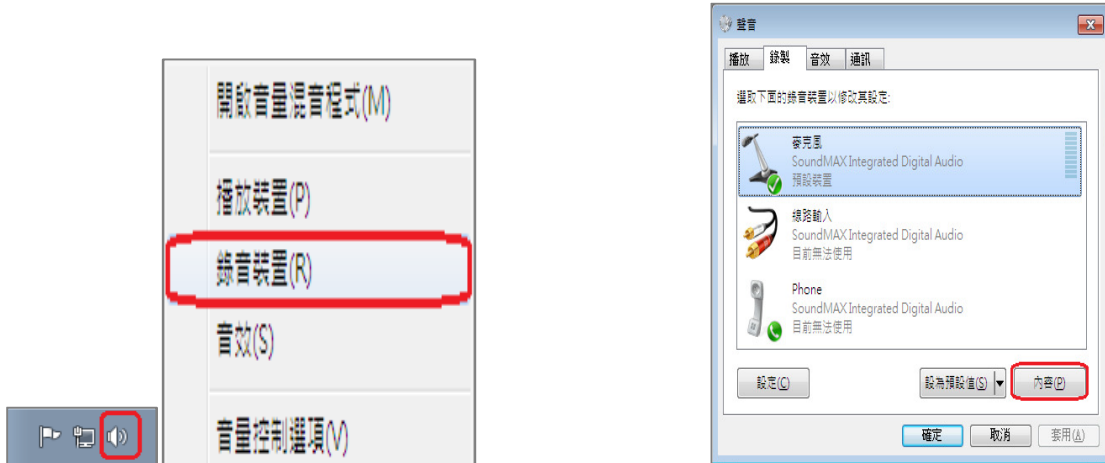 開啟音量混音程式(M)
播放裝置(P)
錄音裝置(R)
音效(S)
音量控制選項(V)
聲音
播放 錄製 音效 通訊
選取下面的錄音裝置以修改其設定:
麥克風
SoundMAX Integrated Digital Audio
預設裝置
線路輸入
SoundMAX Integrated Digital Audio
目前無法使用
Phone
SoundMAX Integrated Digital Audio
目前無法使用
設定(C) 設為預設值(S) 內容(P)
確定 取消 套用(A)